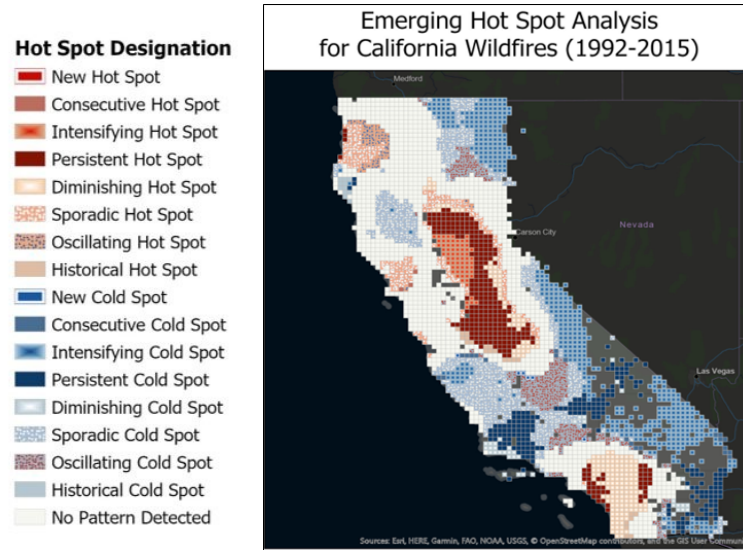 Emerging Hot Spot Analysis
for California Wildfires (1992-2015)
Hot Spot Designation
New Hot Spot
Consecutive Hot Spot
Intensifying Hot Spot
Persistent Hot Spot
Diminishing Hot Spot
Sporadic Hot Spot
Oscillating Hot Spot
Historical Hot Spot
New Cold Spot
Consecutive Cold Spot
Intensifying Cold Spot
Persistent Cold Spot
Diminishing Cold Spot
Sporadic Cold Spot
Oscillating Cold Spot
Historical Cold Spot
No Pattern Detected
Medford
Nevada
Carson City
Las Vegas
Sources: Esri, HERE, Garmin, FAO, NOAA, USGS, © OpenStreetMap contributors, and the GIS User Commun